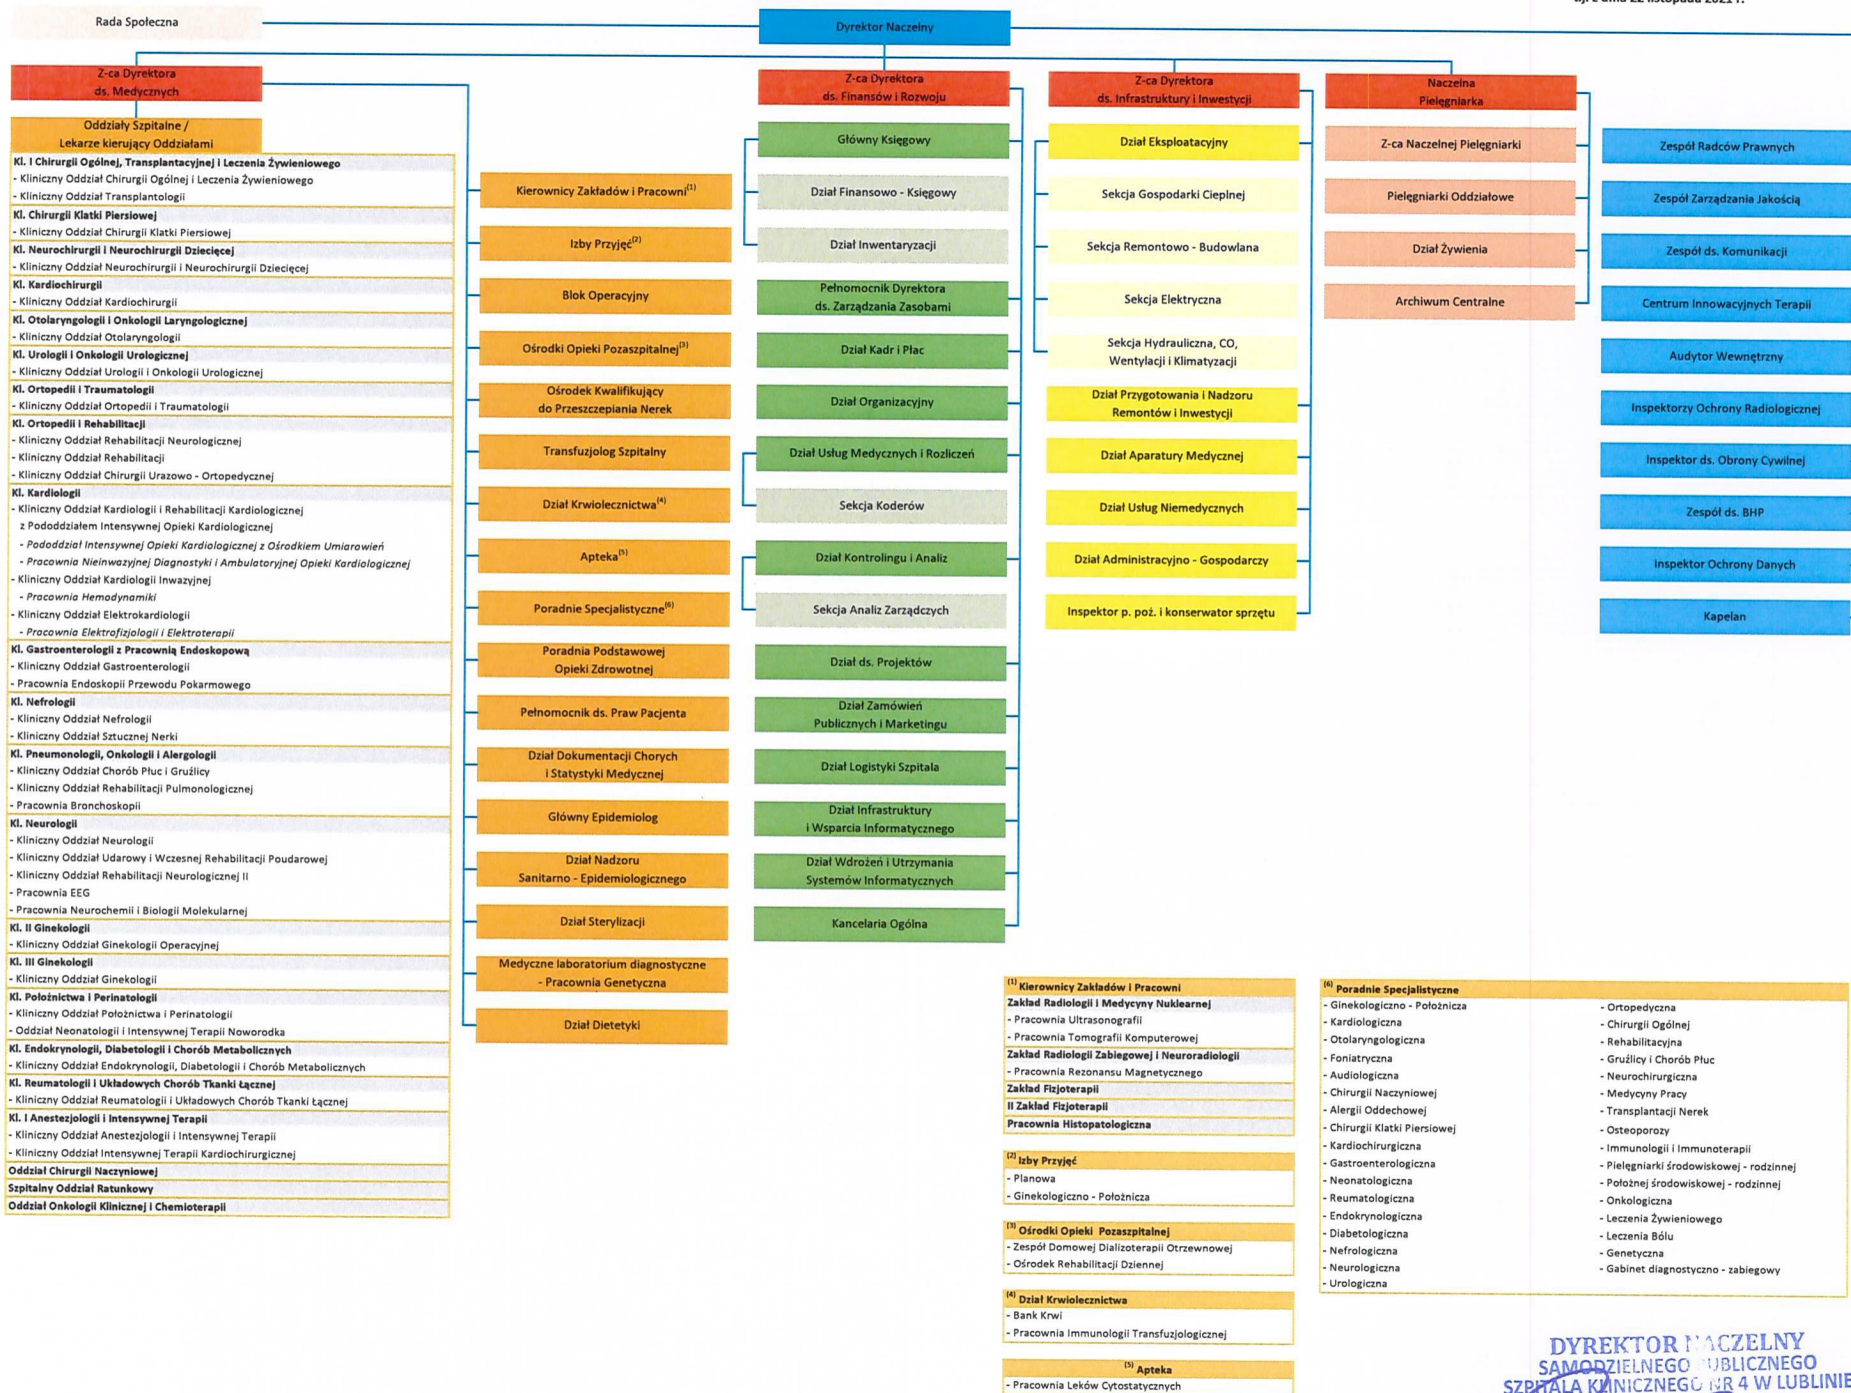 t.j. z dnia 22 listopada 2021 r.
Rada Społeczna
Dyrektor Naczelny
Z-ca Dyrektora
ds. Medycznych
Oddziały Szpitalne /
Lekarze kierujący Oddziałami
Kl. I Chirurgii Ogólnej, Transplantacyjnej i Leczenia Żywieniowego
- Kliniczny Oddział Chirurgii Ogólnej i Leczenia Żywieniowego
- Kliniczny Oddział Transplantologii
Kl. Chirurgii Klatki Piersiowej
- Kliniczny Oddział Chirurgii Klatki Piersiowej
Kl. Neurochirurgii i Neurochirurgii Dziecięcej
- Kliniczny Oddział Neurochirurgii i Neurochirurgii Dziecięcej
Kl. Kardiochirurgii
- Kliniczny Oddział Kardiochirurgii
Kl. Otolaryngologii i Onkologii Laryngologicznej
- Kliniczny Oddział Otolaryngologii
Kl. Urologii i Onkologii Urologicznej
- Kliniczny Oddział Urologii i Onkologii Urologicznej
Kl. Ortopedii i Traumatologii
- Kliniczny Oddział Ortopedii i Traumatologii
Kl. Ortopedii i Rehabilitacji
- Kliniczny Oddział Rehabilitacji Neurologicznej
- Kliniczny Oddział Rehabilitacji
- Kliniczny Oddział Chirurgii Urazowo - Ortopedycznej
Kl. Kardiologii
- Kliniczny Oddział Kardiologii i Rehabilitacji Kardiologicznej
z Pododdziałem Intensywnej Opieki Kardiologicznej
- Pododdział Intensywnej Opieki Kardiologicznej z Ośrodkiem Umiarowień
- Pracownia Nieinwazyjnej Diagnostyki i Ambulatoryjnej Opieki Kardiologicznej
- Kliniczny Oddział Kardiologii Inwazyjnej
- Pracownia Hemodynamiki
- Kliniczny Oddział Elektrokardiologii
- Pracownia Elektrofizjologii i Elektroterapii
Kl. Gastroenterologii z Pracownią Endoskopową
- Kliniczny Oddział Gastroenterologii
- Pracownia Endoskopii Przewodu Pokarmowego
Kl. Nefrologii
- Kliniczny Oddział Nefrologii
- Kliniczny Oddział Sztucznej Nerki
Kl. Pneumonologii, Onkologii i Alergologii
- Kliniczny Oddział Chorób Płuc i Gruźlicy
- Kliniczny Oddział Rehabilitacji Pulmonologicznej
- Pracownia Bronchoskopii
Kl. Neurologii
- Kliniczny Oddział Neurologii
- Kliniczny Oddział Udarowy i Wczesnej Rehabilitacji Poudarowej
- Kliniczny Oddział Rehabilitacji Neurologicznej II
- Pracownia EEG
- Pracownia Neurochemii i Biologii Molekularnej
Kl. II Ginekologii
- Kliniczny Oddział Ginekologii Operacyjnej
Kl. III Ginekologii
- Kliniczny Oddział Ginekologii
Kl. Położnictwa i Perinatologii
- Kliniczny Oddział Położnictwa i Perinatologii
- Oddział Neonatologii i Intensywnej Terapii Noworodka
Kl. Endokrynologii, Diabetologii i Chorób Metabolicznych
- Kliniczny Oddział Endokrynologii, Diabetologii i Chorób Metabolicznych
Kl. Reumatologii i Układowych Chorób Tkanki Łącznej
- Kliniczny Oddział Reumatologii i Układowych Chorób Tkanki Łącznej
Kl. I Anestezjologii i Intensywnej Terapii
- Kliniczny Oddział Anestezjologii i Intensywnej Terapii
- Kliniczny Oddział Intensywnej Terapii Kardiochirurgicznej
Oddział Chirurgii Naczyniowej
Szpitalny Oddział Ratunkowy
Oddział Onkologii Klinicznej i Chemioterapii
Kierownicy Zakładów i Pracowni(1)
Izby Przyjęć(2)
Blok Operacyjny
Ośrodki Opieki Pozaszpitalnej(3)
Ośrodek Kwalifikujący
do Przeszczepiania Nerek
Transfuzjolog Szpitalny
Dział Krwiolecznictwa(4)
Apteka(5)
Poradnie Specjalistyczne(6)
Poradnia Podstawowej
Opieki Zdrowotnej
Pełnomocnik ds. Praw Pacjenta
Dział Dokumentacji Chorych
i Statystyki Medycznej
Główny Epidemiolog
Dział Nadzoru
Sanitarno - Epidemiologicznego
Dział Sterylizacji
Medyczne laboratorium diagnostyczne
- Pracownia Genetyczna
Dział Dietetyki
Z-ca Dyrektora
ds. Finansów i Rozwoju
Główny Księgowy
Dział Finansowo - Księgowy
Dział Inwentaryzacji
Pełnomocnik Dyrektora
ds. Zarządzania Zasobami
Dział Kadr i Płac
Dział Organizacyjny
Dział Usług Medycznych i Rozliczeń
Sekcja Koderów
Dział Kontrolingu i Analiz
Sekcja Analiz Zarządczych
Dział ds. Projektów
Dział Zamówień
Publicznych i Marketingu
Dział Logistyki Szpitala
Dział Infrastruktury
i Wsparcia Informatycznego
Dział Wdrożeń i Utrzymania
Systemów Informatycznych
Kancelaria Ogólna
Z-ca Dyrektora
ds. Infrastruktury i Inwestycji
Dział Eksploatacyjny
Sekcja Gospodarki Cieplnej
Sekcja Remontowo - Budowlana
Sekcja Elektryczna
Sekcja Hydrauliczna, CO,
Wentylacji i Klimatyzacji
Dział Przygotowania i Nadzoru
Remontów i Inwestycji
Dział Aparatury Medycznej
Dział Usług Niemedycznych
Dział Administracyjno - Gospodarczy
Inspektor p. poż. i konserwator sprzętu
Naczelna
Pielęgniarka
Z-ca Naczelnej Pielęgniarki
Pielęgniarki Oddziałowe
Dział Żywienia
Archiwum Centralne
Zespół Radców Prawnych
Zespół Zarządzania Jakością
Zespół ds. Komunikacji
Centrum Innowacyjnych Terapii
Audytor Wewnętrzny
Inspektorzy Ochrony Radiologicznej
Inspektor ds. Obrony Cywilnej
Zespół ds. BHP
Inspektor Ochrony Danych
Kapelan
(1) Kierownicy Zakładów i Pracowni
Zakład Radiologii i Medycyny Nuklearnej
- Pracownia Ultrasonografii
- Pracownia Tomografii Komputerowej
Zakład Radiologii Zabiegowej i Neuroradiologii
- Pracownia Rezonansu Magnetycznego
Zakład Fizjoterapii
II Zakład Fizjoterapii
Pracownia Histopatologiczna
(2) Izby Przyjęć
- Planowa
- Ginekologiczno - Położnicza
(3) Ośrodki Opieki Pozaszpitalnej
- Zespół Domowej Dializoterapii Otrzewnowej
- Ośrodek Rehabilitacji Dziennej
(4) Dział Krwiolecznictwa
- Bank Krwi
- Pracownia Immunologii Transfuzjologicznej
(5) Apteka
- Pracownia Leków Cytostatycznych
(6) Poradnie Specjalistyczne
- Ginekologiczno - Położnicza
- Kardiologiczna
- Otolaryngologiczna
- Foniatryczna
- Audiologiczna
- Chirurgii Naczyniowej
- Alergii Oddechowej
- Chirurgii Klatki Piersiowej
- Kardiochirurgiczna
- Gastroenterologiczna
- Neonatologiczna
- Reumatologiczna
- Endokrynologiczna
- Diabetologiczna
- Nefrologiczna
- Neurologiczna
- Urologiczna
- Ortopedyczna
- Chirurgii Ogólnej
- Rehabilitacyjna
- Gruźlicy i Chorób Płuc
- Neurochirurgiczna
- Medycyny Pracy
- Transplantacji Nerek
- Osteoporozy
- Immunologii i Immunoterapii
- Pielęgniarki środowiskowej - rodzinnej
- Położnej środowiskowej - rodzinnej
- Onkologiczna
- Leczenia Żywieniowego
- Leczenia Bólu
- Genetyczna
- Gabinet diagnostyczno - zabiegowy
DYREKTOR NACZELNY
SAMODZIELNEGO PUBLICZNEGO
SZPITALA KLINICZNEGO NR 4 W LUBLINIE